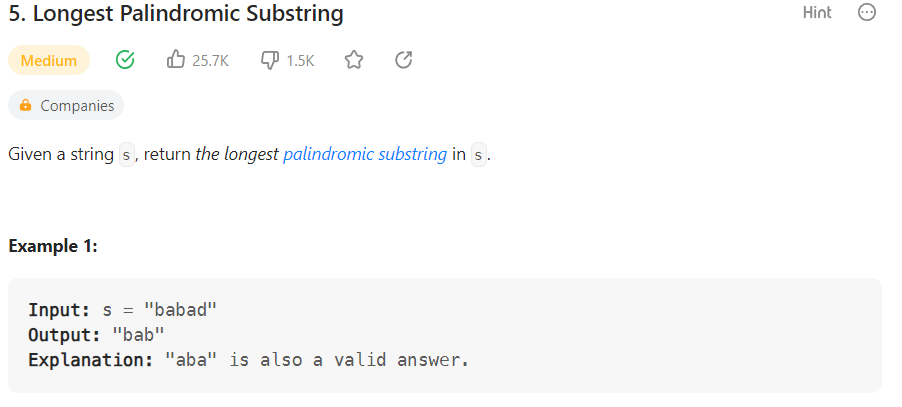 5. Longest Palindromic Substring
Hint
Medium
25.7K
1.5K
Companies
Given a string s, return the longest palindromic substring in s.
Example 1:
Input: s = "babad"
Output: "bab"
Explanation: "aba" is also a valid answer.